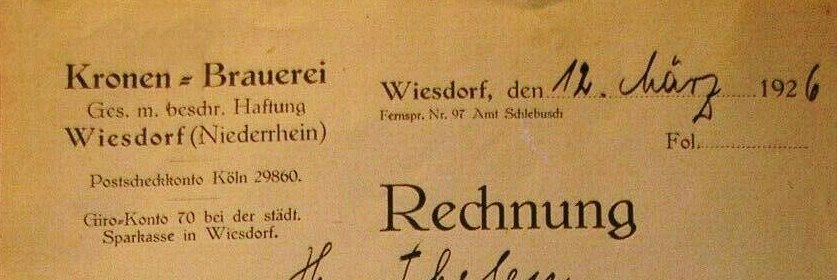 Kronen = Brauerei
Ges. m. beschr. Haftung
Wiesdorf (Niederrhein)
Postscheckkonto Köln 29860.
Giro=Konto 70 bei der städt.
Sparkasse in Wiesdorf.
Wiesdorf, den 12. März 1926
Fernspr. Nr. 97 Amt Schlebusch
Fol.
Rechnung